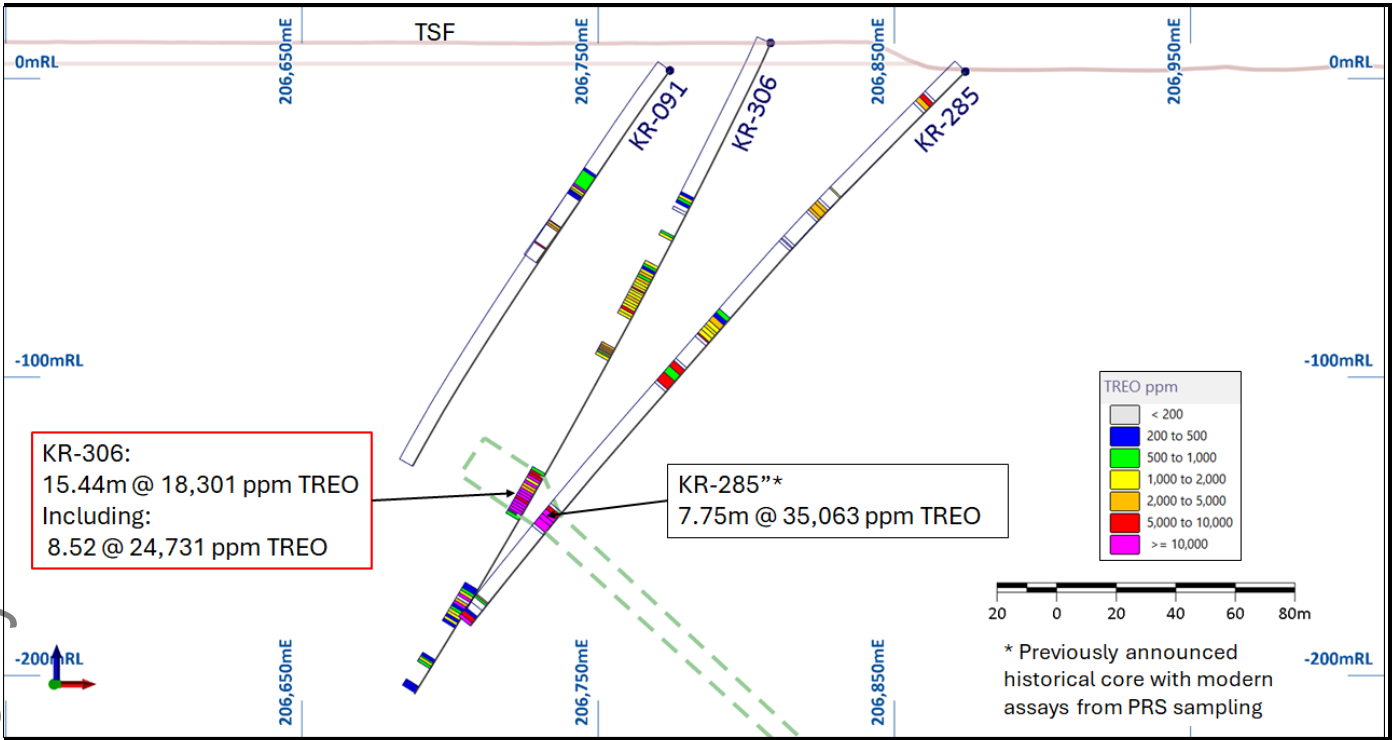 TSF
206,650mE
206,750mE
206,850mE
206,950mE
0mRL
0mRL
KR-091
KR-306
KR-285
-100mRL
-100mRL
TREO ppm
< 200
200 to 500
500 to 1,000
1,000 to 2,000
2,000 to 5,000
5,000 to 10,000
>= 10,000
KR-306:
15.44m @ 18,301 ppm TREO
Including:
8.52 @ 24,731 ppm TREO
KR-285”*
7.75m @ 35,063 ppm TREO
20 0 20 40 60 80m
* Previously announced
historical core with modern
assays from PRS sampling
-200mRL
-200mRL
206,650mE
206,750mE
206,850mE